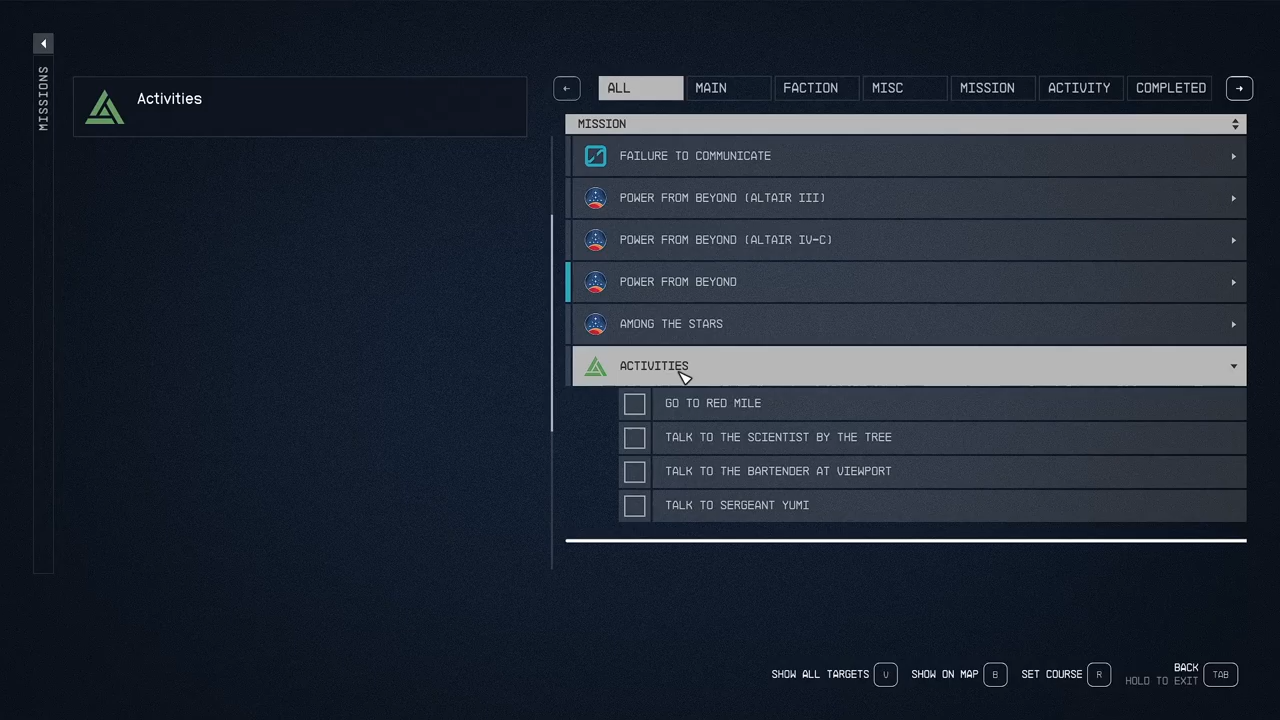 MISSIONS
Activities
ALL
MAIN
FACTION
MISC
MISSION
ACTIVITY
COMPLETED
MISSION
FAILURE TO COMMUNICATE
POWER FROM BEYOND (ALTAIR III)
POWER FROM BEYOND (ALTAIR IV-C)
POWER FROM BEYOND
AMONG THE STARS
ACTIVITIES
GO TO RED MILE
TALK TO THE SCIENTIST BY THE TREE
TALK TO THE BARTENDER AT VIEWPORT
TALK TO SERGEANT YUMI
SHOW ALL TARGETS U
SHOW ON MAP B
SET COURSE R
BACK
HOLD TO EXIT TAB